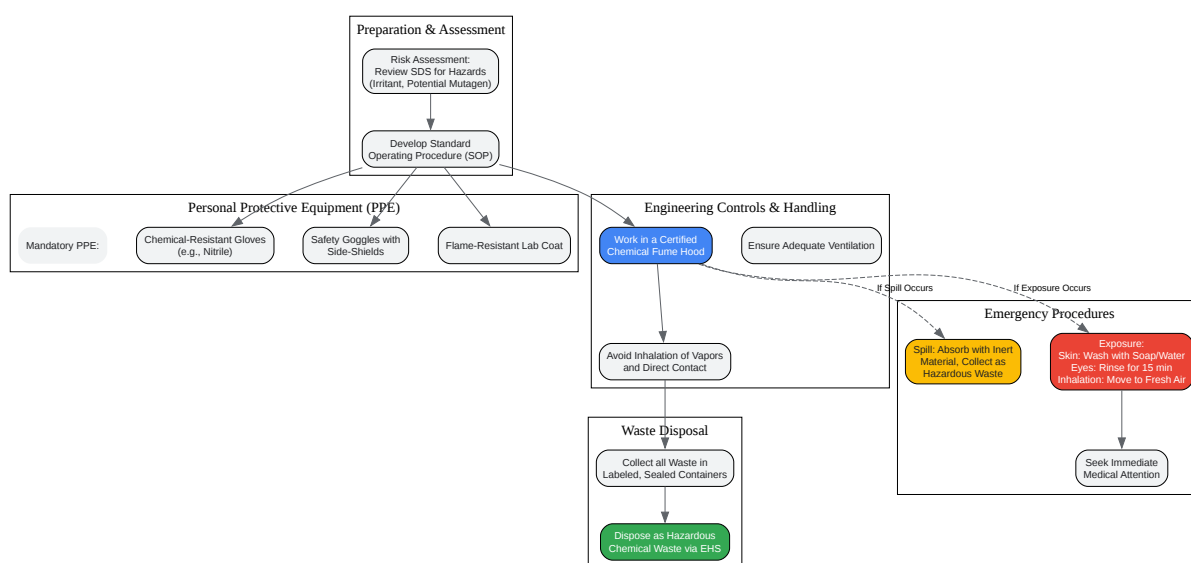 Preparation & Assessment
Risk Assessment:
Review SDS for Hazards
(Irritant, Potential Mutagen)
Develop Standard
Operating Procedure (SOP)
Personal Protective Equipment (PPE)
Mandatory PPE:
Chemical-Resistant Gloves
(e.g., Nitrile)
Safety Goggles with
Side-Shields
Flame-Resistant Lab Coat
Engineering Controls & Handling
Work in a Certified
Chemical Fume Hood
Ensure Adequate Ventilation
If Spill Occurs
If Exposure Occurs
Avoid Inhalation of Vapors
and Direct Contact
Emergency Procedures
Spill: Absorb with Inert
Material, Collect as
Hazardous Waste
Exposure:
Skin: Wash with Soap/Water
Eyes: Rinse for 15 min
Inhalation: Move to Fresh Air
Seek Immediate
Medical Attention
Waste Disposal
Collect all Waste in
Labeled, Sealed Containers
Dispose as Hazardous
Chemical Waste via EHS